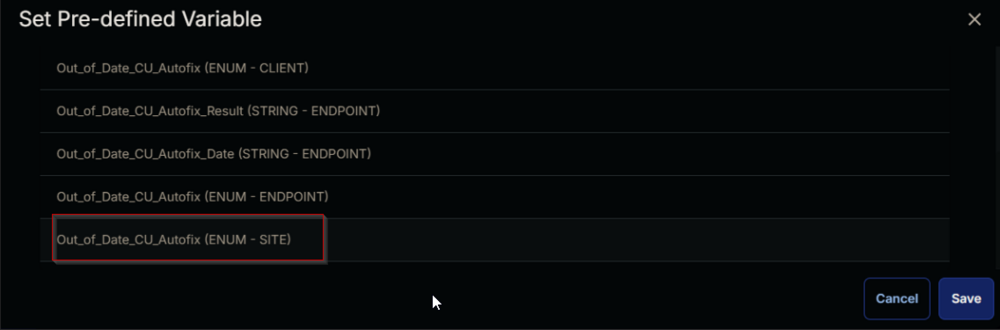 Set Pre-defined Variable
Out_of_Date_CU_Autofix (ENUM - CLIENT)
Out_of_Date_CU_Autofix_Result (STRING - ENDPOINT)
Out_of_Date_CU_Autofix_Date (STRING - ENDPOINT)
Out_of_Date_CU_Autofix (ENUM - ENDPOINT)
Out_of_Date_CU_Autofix (ENUM - SITE)
Cancel Save